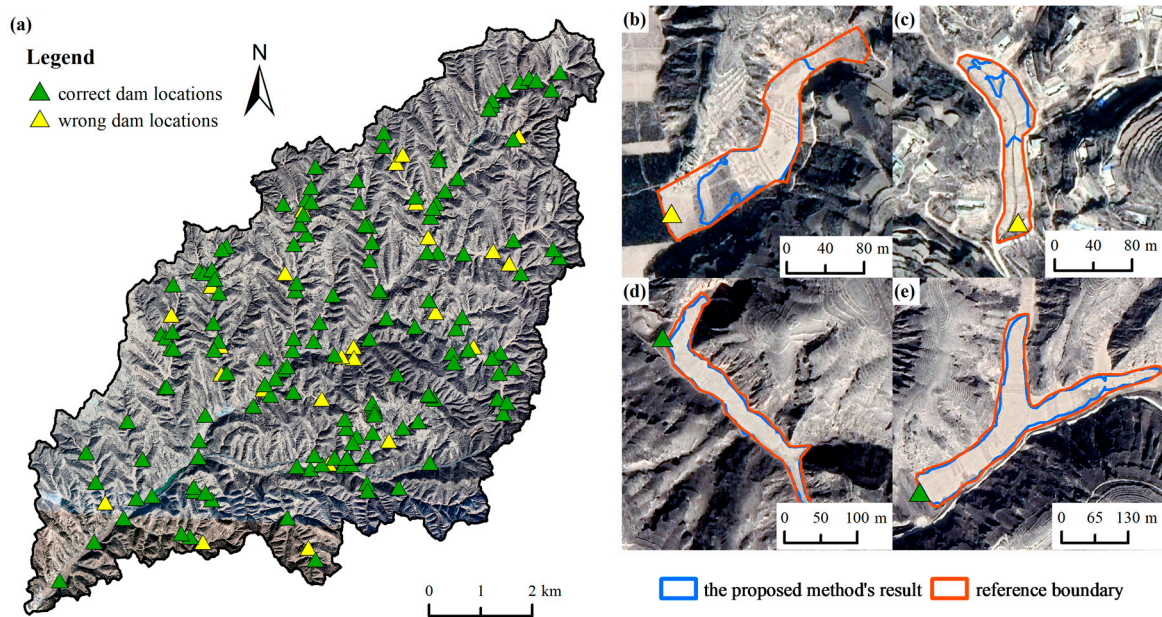 (a)
N
Legend
correct dam locations
wrong dam locations
0 1 2 km
(b)
0 40 80 m
(c)
0 40 80 m
(d)
0 50 100 m
(e)
0 65 130 m
the proposed method's result
reference boundary